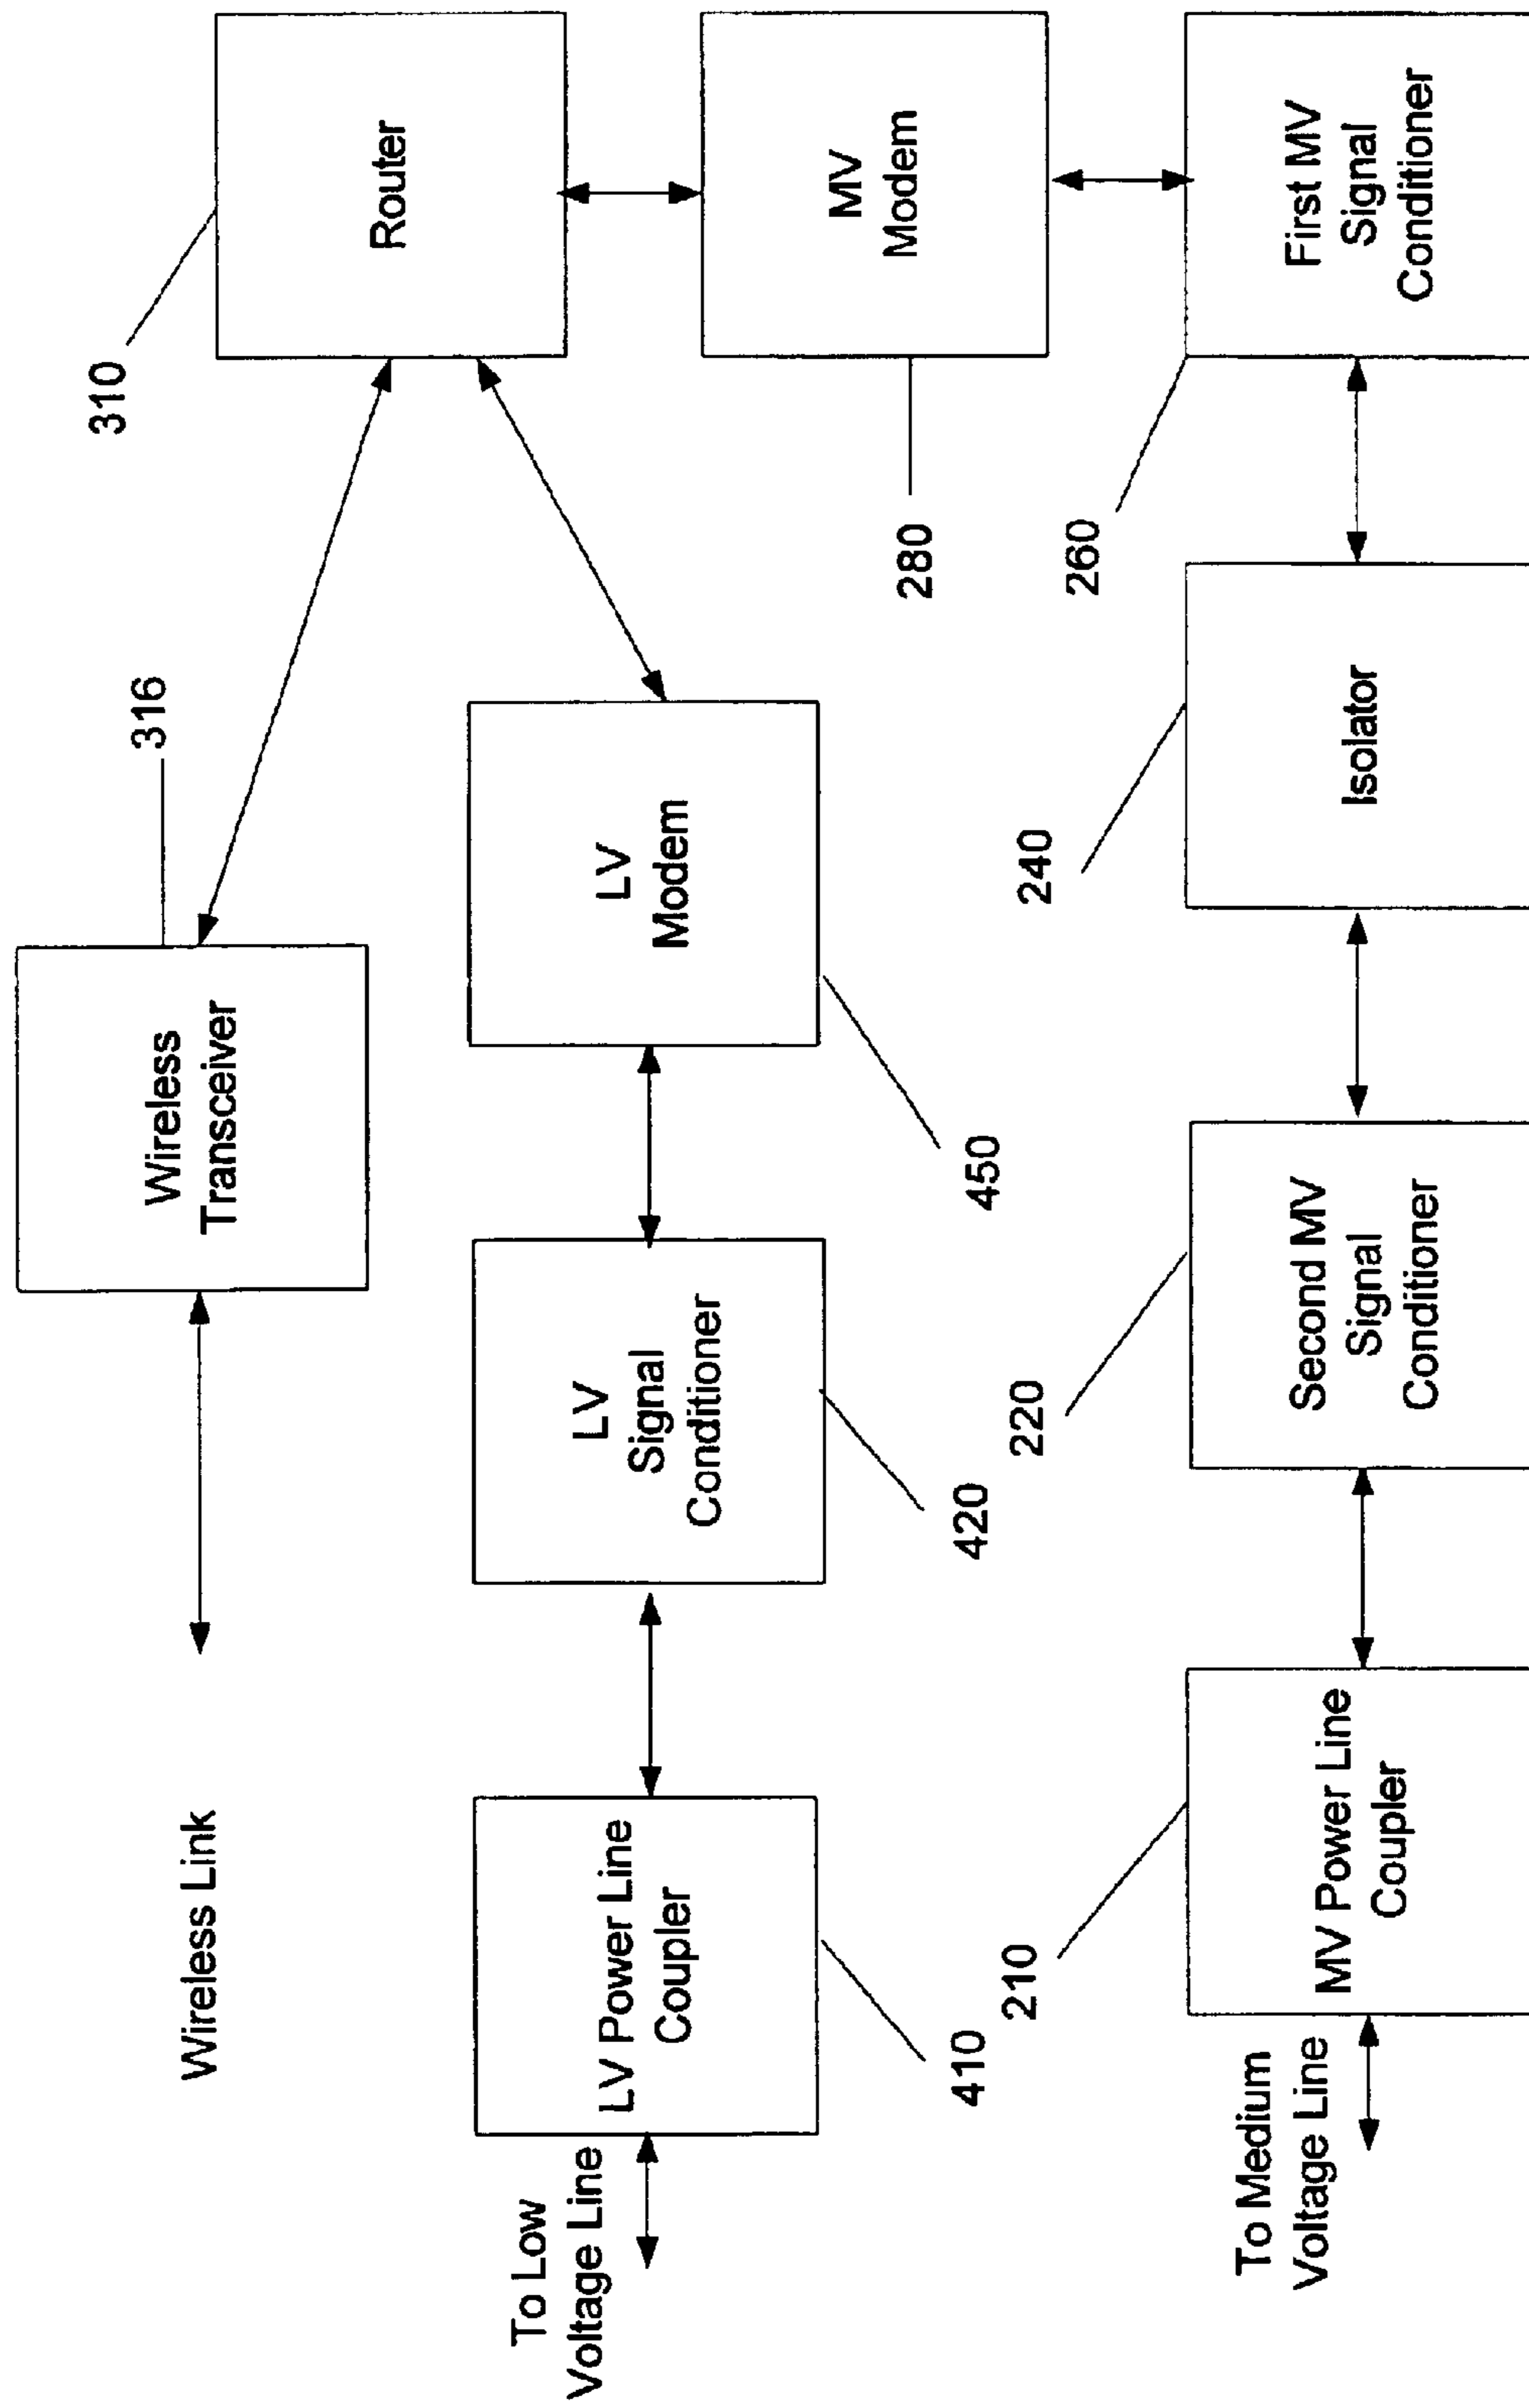 Wireless Link
Wireless
Transceiver
316
310
Router
To Low
Voltage Line
LV Power Line
Coupler
410
LV
Signal
Conditioner
420
LV
Modem
450
280
MV
Modem
To Medium
Voltage Line
210
MV Power Line
Coupler
220
Second MV
Signal
Conditioner
240
Isolator
260
First MV
Signal
Conditioner